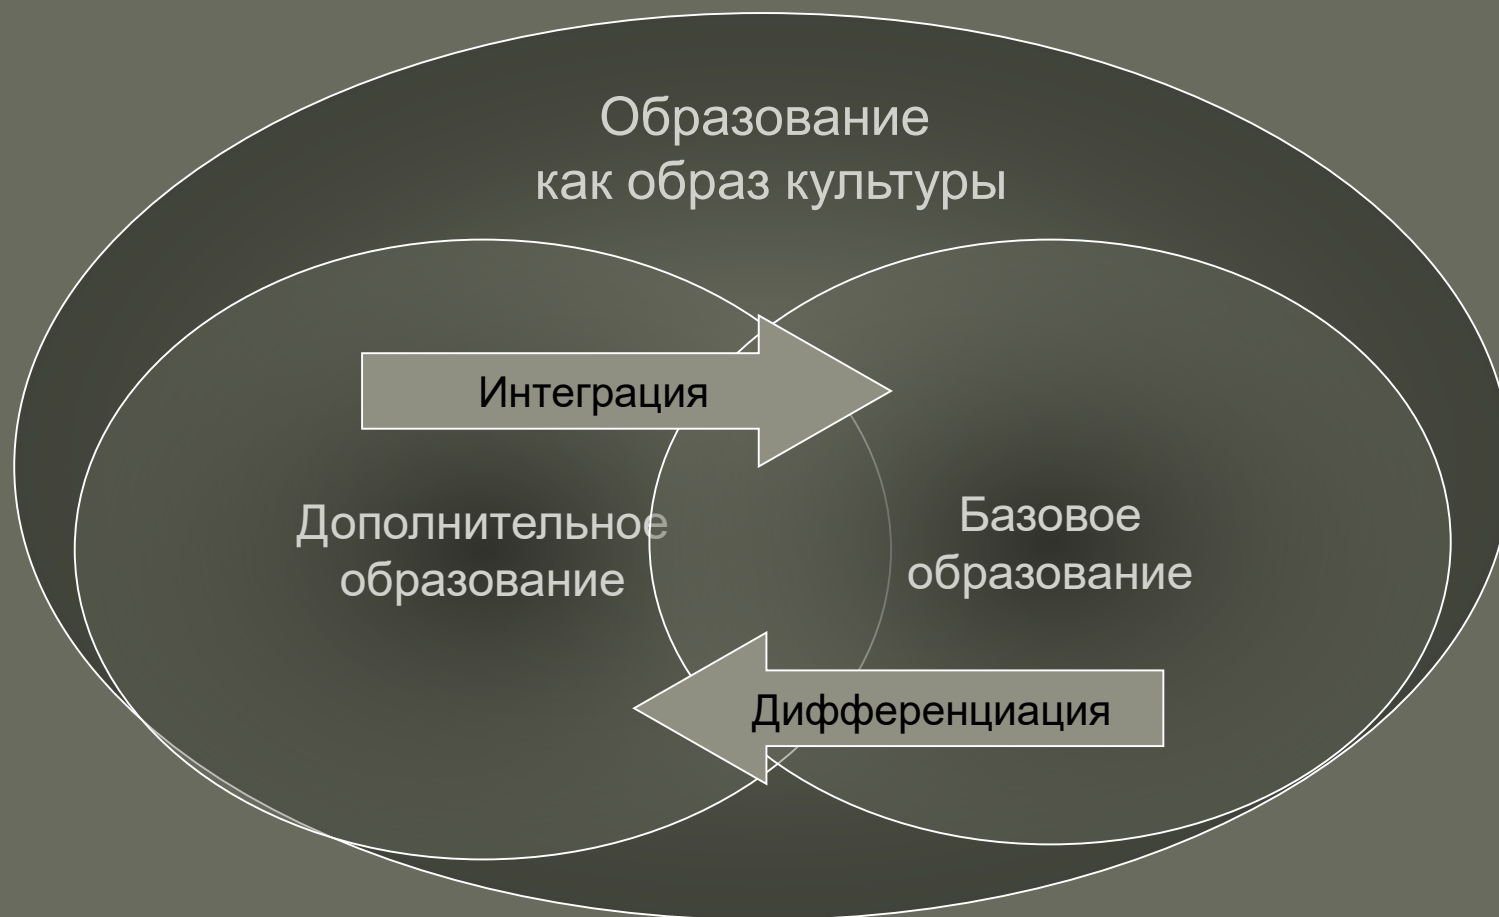 Образование
как образ культуры
Интеграция
Дополнительное
образование
Базовое
образование
Дифференциация